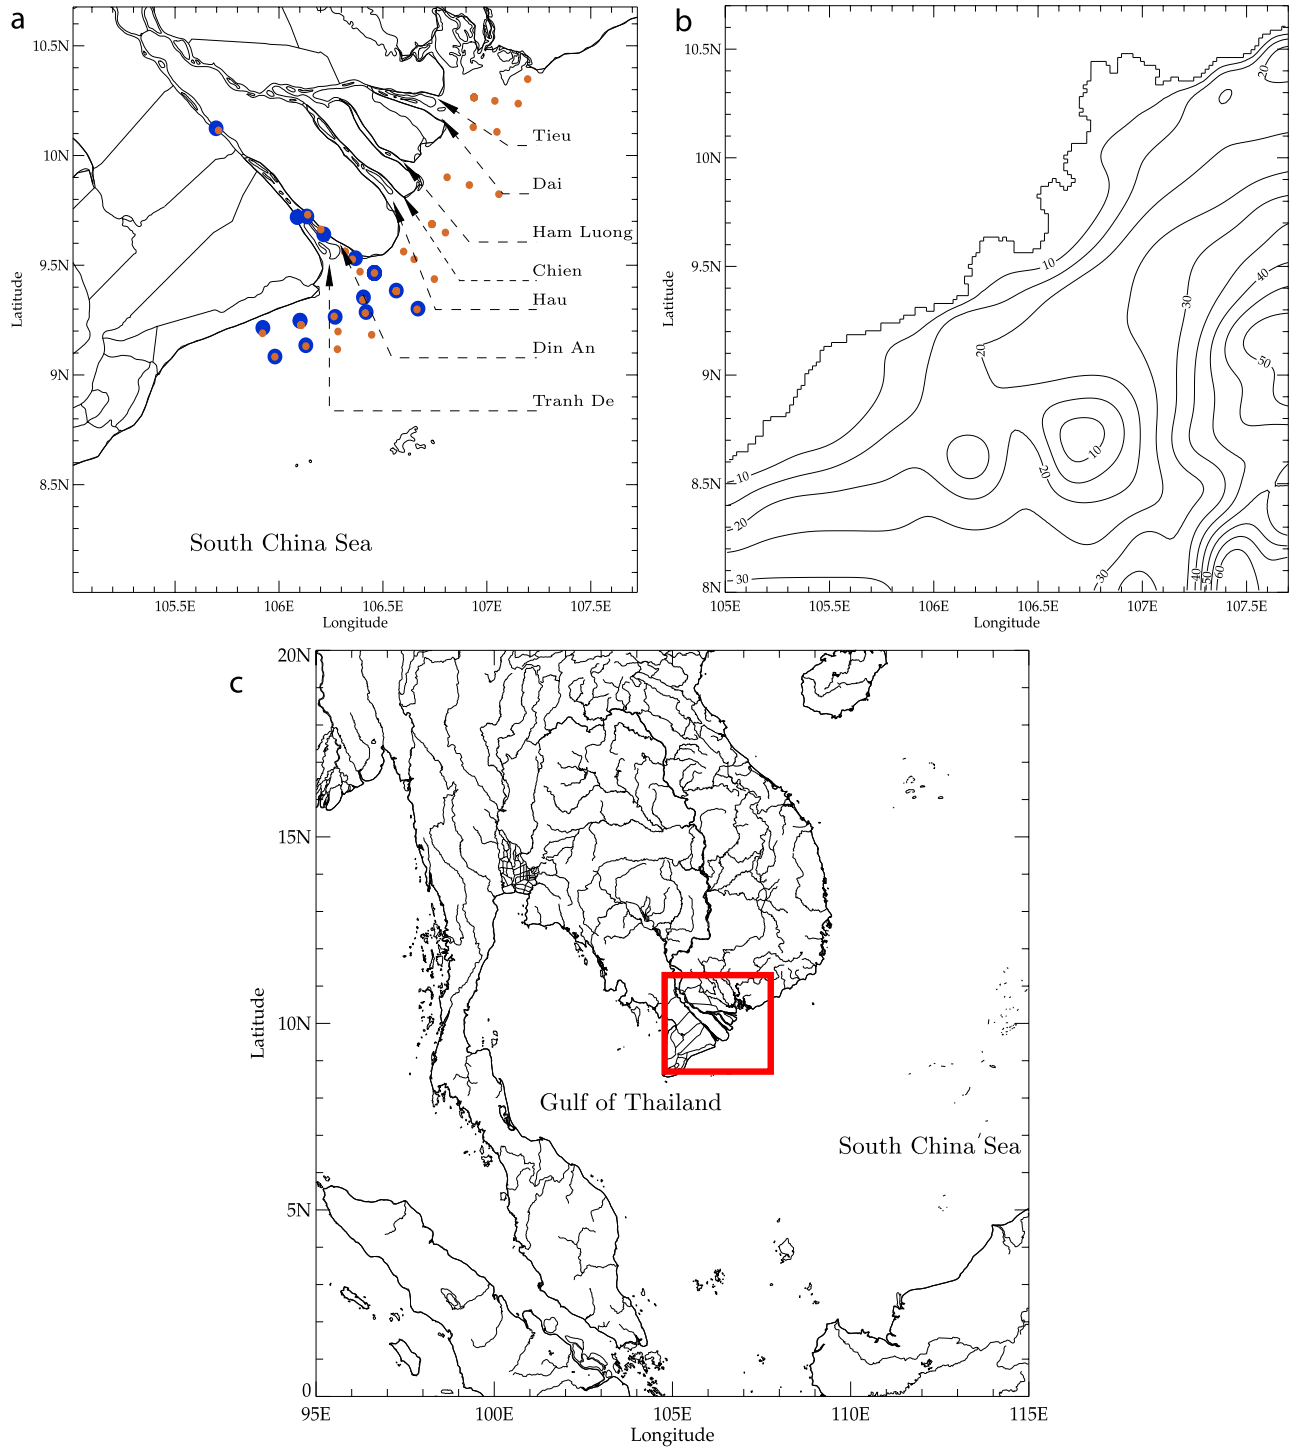 a
10.5N
10N
9.5N
9N
8.5N
Latitude
105.5E
106E
106.5E
107E
107.5E
Longitude
Tieu
Dai
Ham Luong
Chien
Hau
Din An
Tranh De
South China Sea
b
10.5N
10N
9.5N
9N
8.5N
8N
Latitude
105E
105.5E
106E
106.5E
107E
107.5E
Longitude
20
10
40
30
20
50
10
20
10
20
30
30
40
50
60
c
20N
15N
10N
5N
0
Latitude
95E
100E
105E
110E
115E
Longitude
Gulf of Thailand
South China Sea